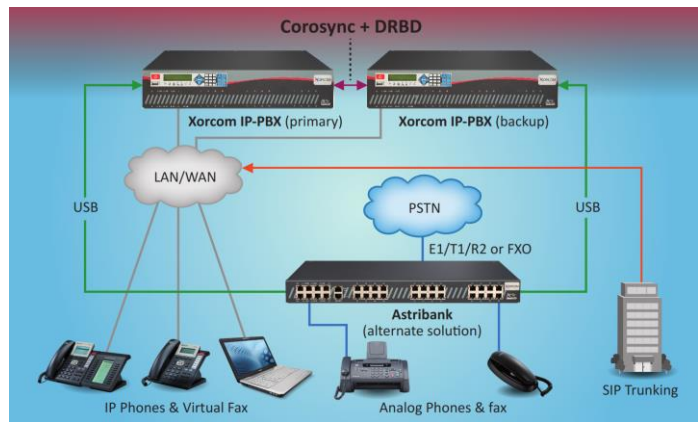 Corosync + DRBD
Xorcom IP-PBX (primary)
Xorcom IP-PBX (backup)
LAN/WAN
USB
PSTN
USB
E1/T1/R2 or FXO
Astribank
(alternate solution)
IP Phones & Virtual Fax
Analog Phones & fax
SIP Trunking